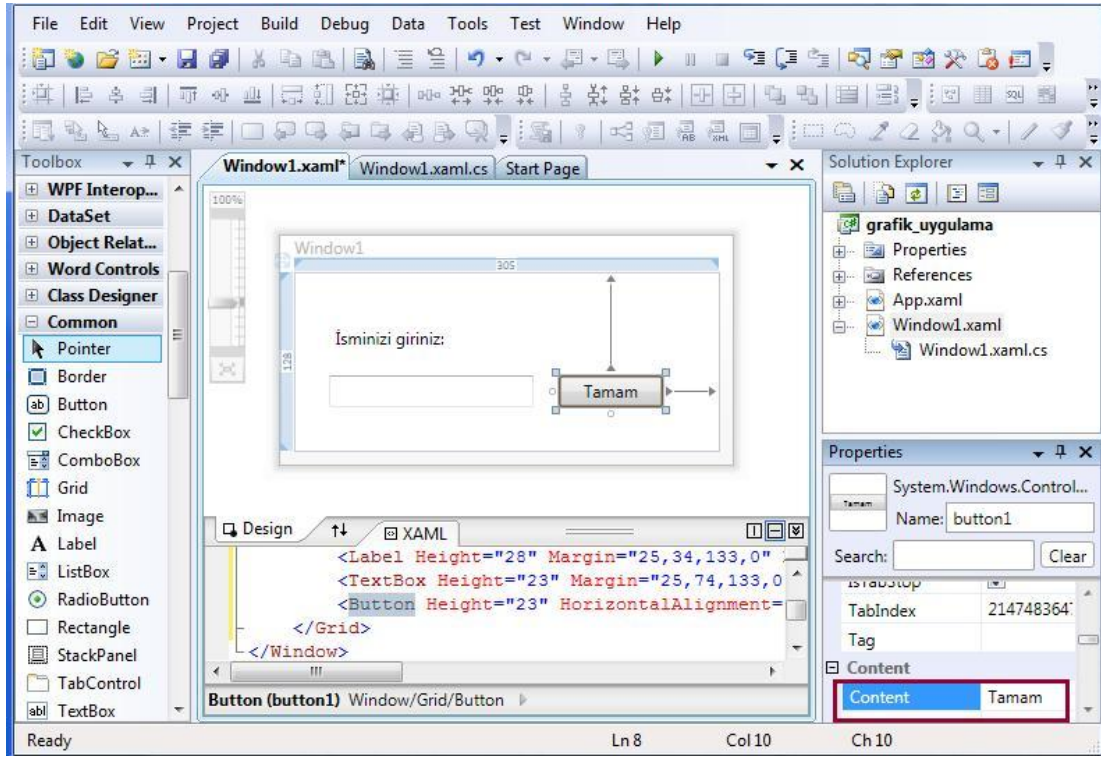 File Edit View Project Build Debug Data Tools Test Window Help
Toolbox
WPF Interop...
DataSet
Object Relat...
Word Controls
Class Designer
Common
Pointer
Border
Button
CheckBox
ComboBox
Grid
Image
A Label
ListBox
RadioButton
Rectangle
StackPanel
TabControl
TextBox
Window1.xaml* Window1.xaml.cs Start Page
100%
Window1
305
128
İsminizi giriniz:
Tamam
Design XAML
<Label Height="28" Margin="25,34,133,0"
<TextBox Height="23" Margin="25,74,133,0
<Button Height="23" HorizontalAlignment=
</Grid>
</Window>
Button (button1) Window/Grid/Button
Solution Explorer
grafik_uygulama
Properties
References
App.xaml
Window1.xaml
Window1.xaml.cs
Properties
Tamam
System.Windows.Control...
Name: button1
Search: Clear
IsTabStop
TabIndex 214748364
Tag
Content
Content Tamam
Ready Ln 8 Col 10 Ch 10